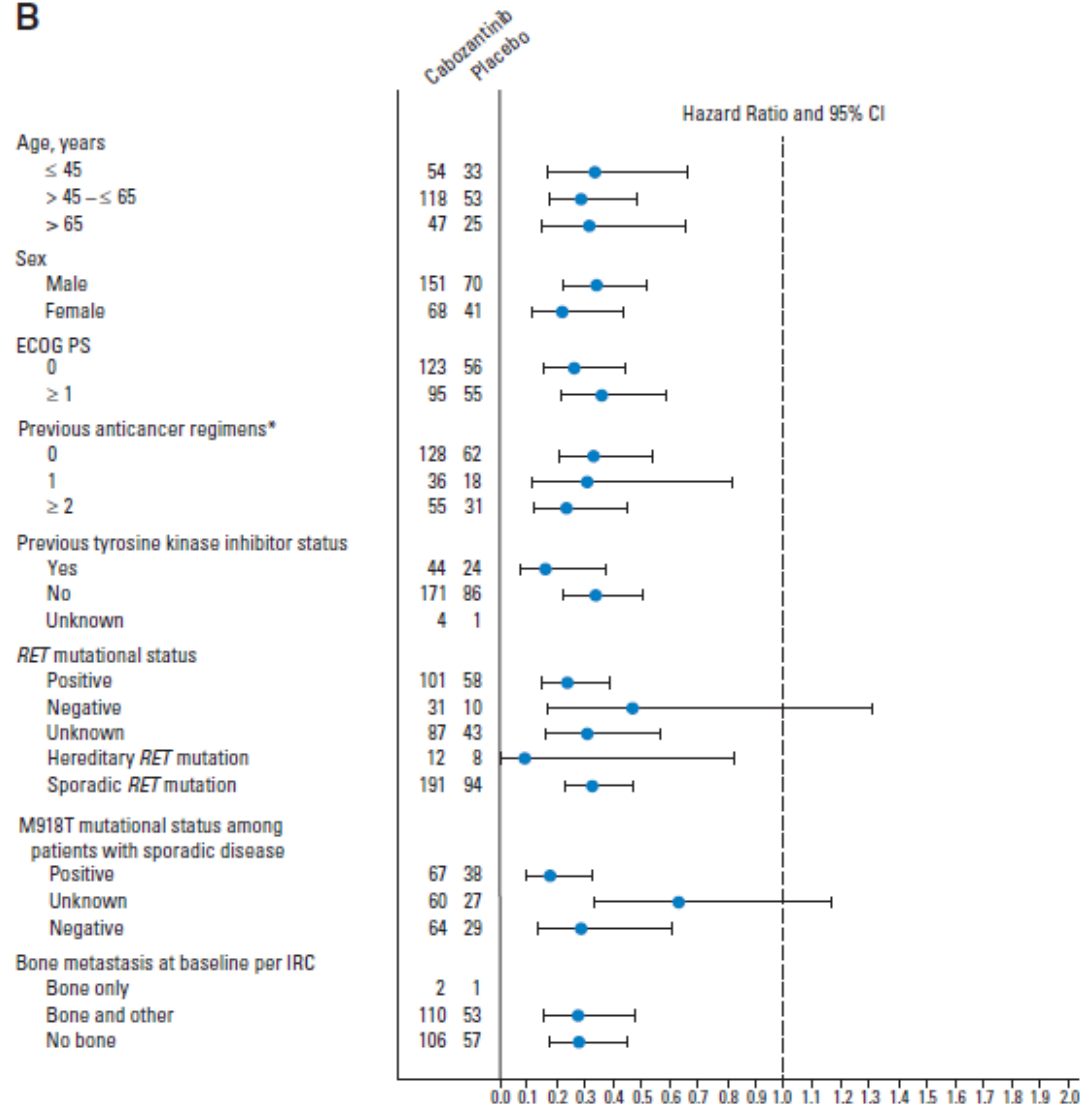 B
Cabozantinib
Placebo
Hazard Ratio and 95% CI
Age, years
≤ 45 54 33
> 45 – ≤ 65 118 53
> 65 47 25
Sex
Male 151 70
Female 68 41
ECOG PS
0 123 56
≥ 1 95 55
Previous anticancer regimens*
0 128 62
1 36 18
≥ 2 55 31
Previous tyrosine kinase inhibitor status
Yes 44 24
No 171 86
Unknown 4 1
RET mutational status
Positive 101 58
Negative 31 10
Unknown 87 43
Hereditary RET mutation 12 8
Sporadic RET mutation 191 94
M918T mutational status among
patients with sporadic disease
Positive 67 38
Unknown 60 27
Negative 64 29
Bone metastasis at baseline per IRC
Bone only 2 1
Bone and other 110 53
No bone 106 57
0.0 0.1 0.2 0.3 0.4 0.5 0.6 0.7 0.8 0.9 1.0 1.1 1.2 1.3 1.4 1.5 1.6 1.7 1.8 1.9 2.0